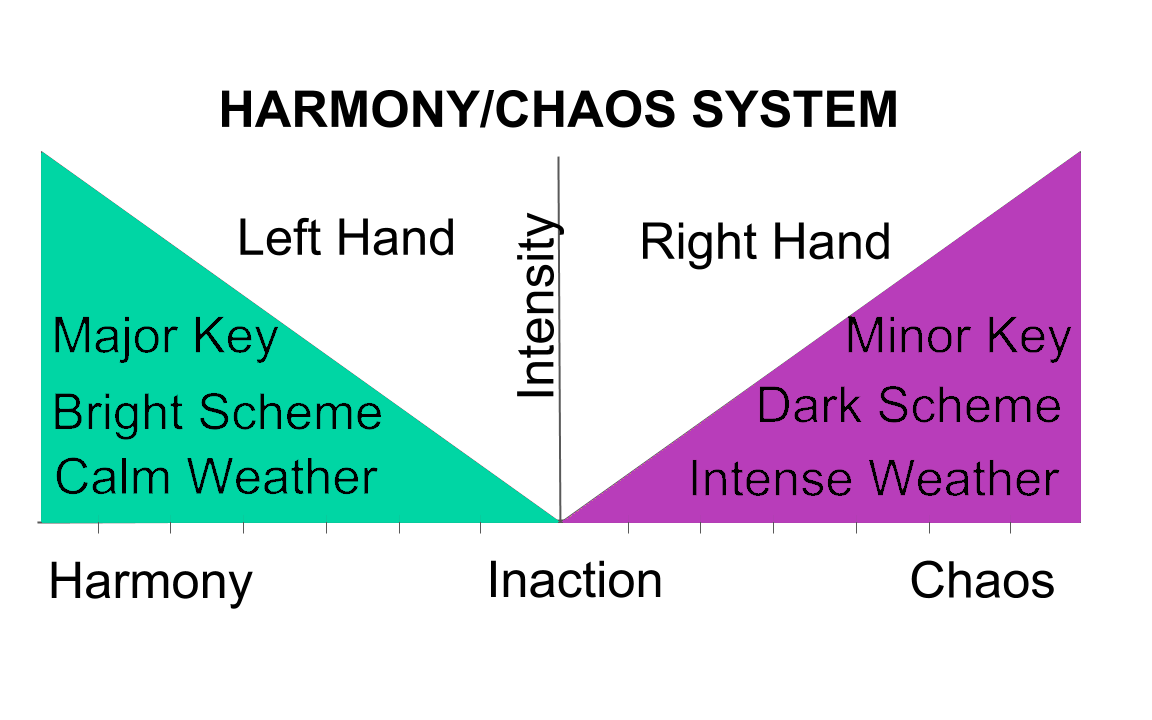 HARMONY/CHAOS SYSTEM
Left Hand
Intensity
Right Hand
Major Key
Bright Scheme
Calm Weather
Minor Key
Dark Scheme
Intense Weather
Harmony
Inaction
Chaos